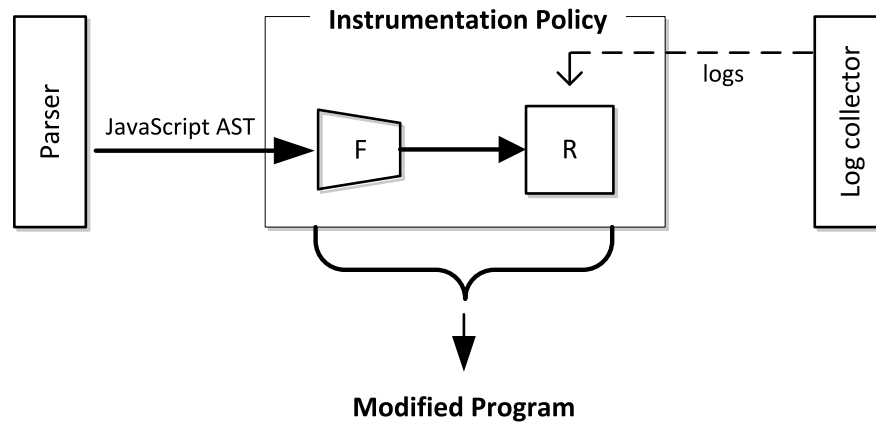 Instrumentation Policy
Parser
JavaScript AST
F
R
logs
Log collector
Modified Program